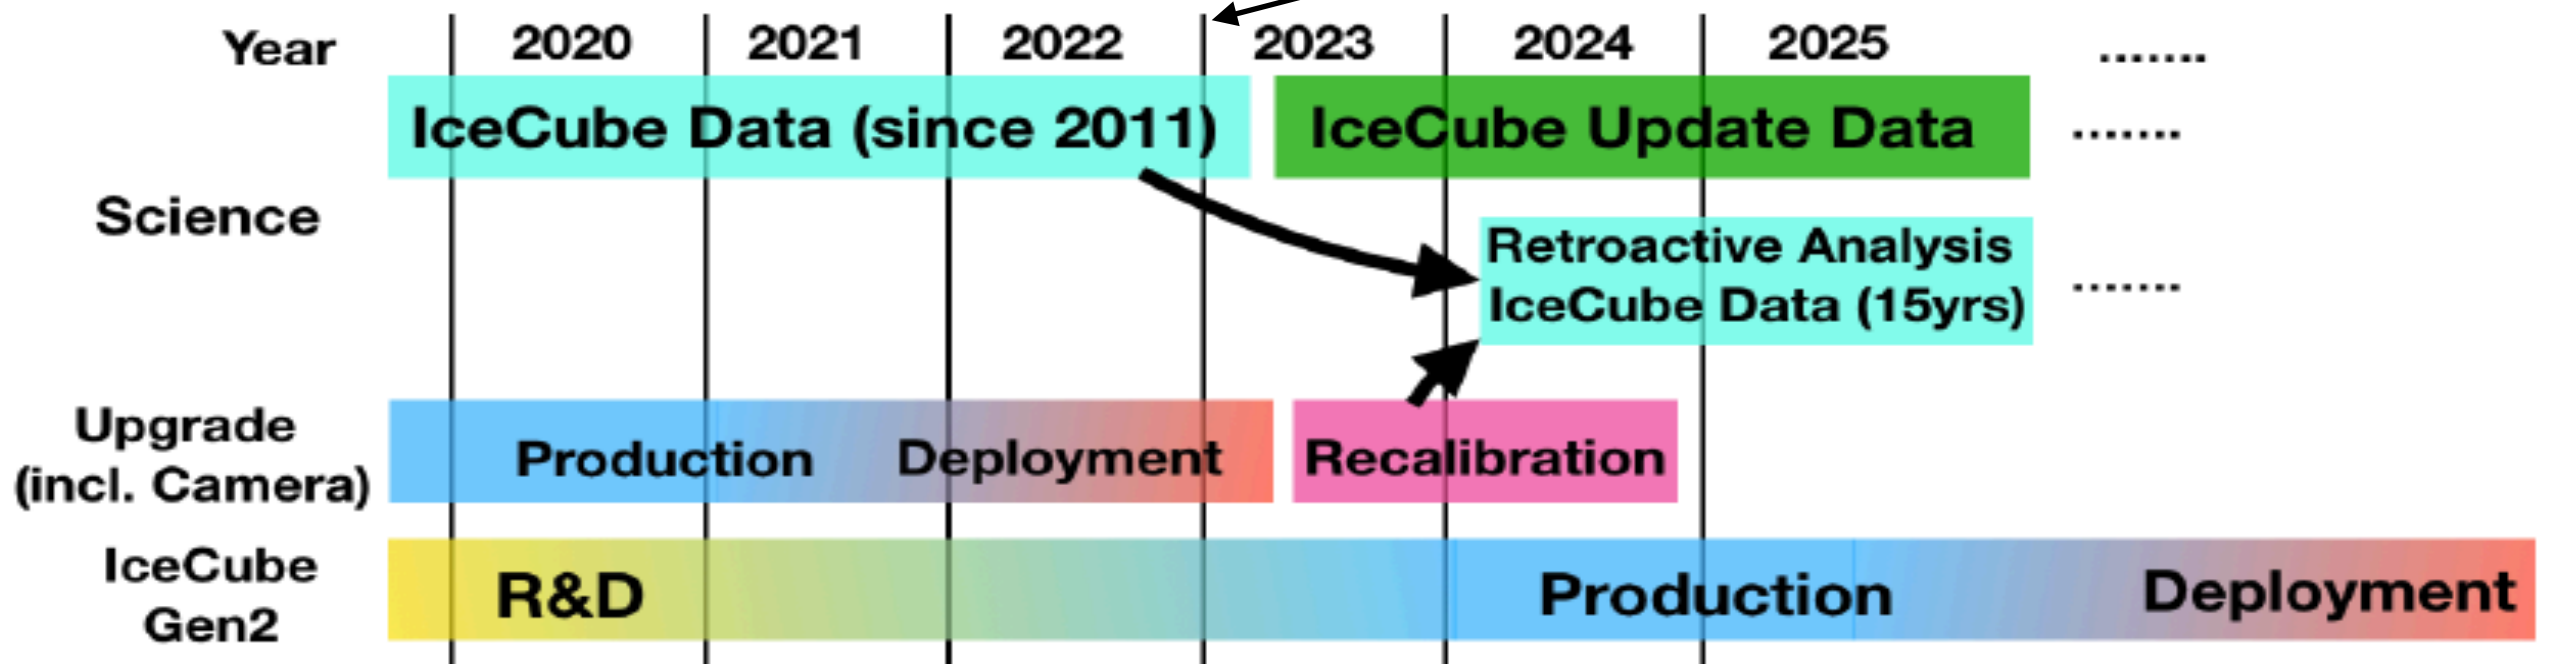 Year 2020 2021 2022 2023 2024 2025 .......
IceCube Data (since 2011) IceCube Update Data .......
Science
Retroactive Analysis
IceCube Data (15yrs) .......
Upgrade
(incl. Camera)
Production Deployment Recalibration
IceCube
Gen2
R&D Production Deployment